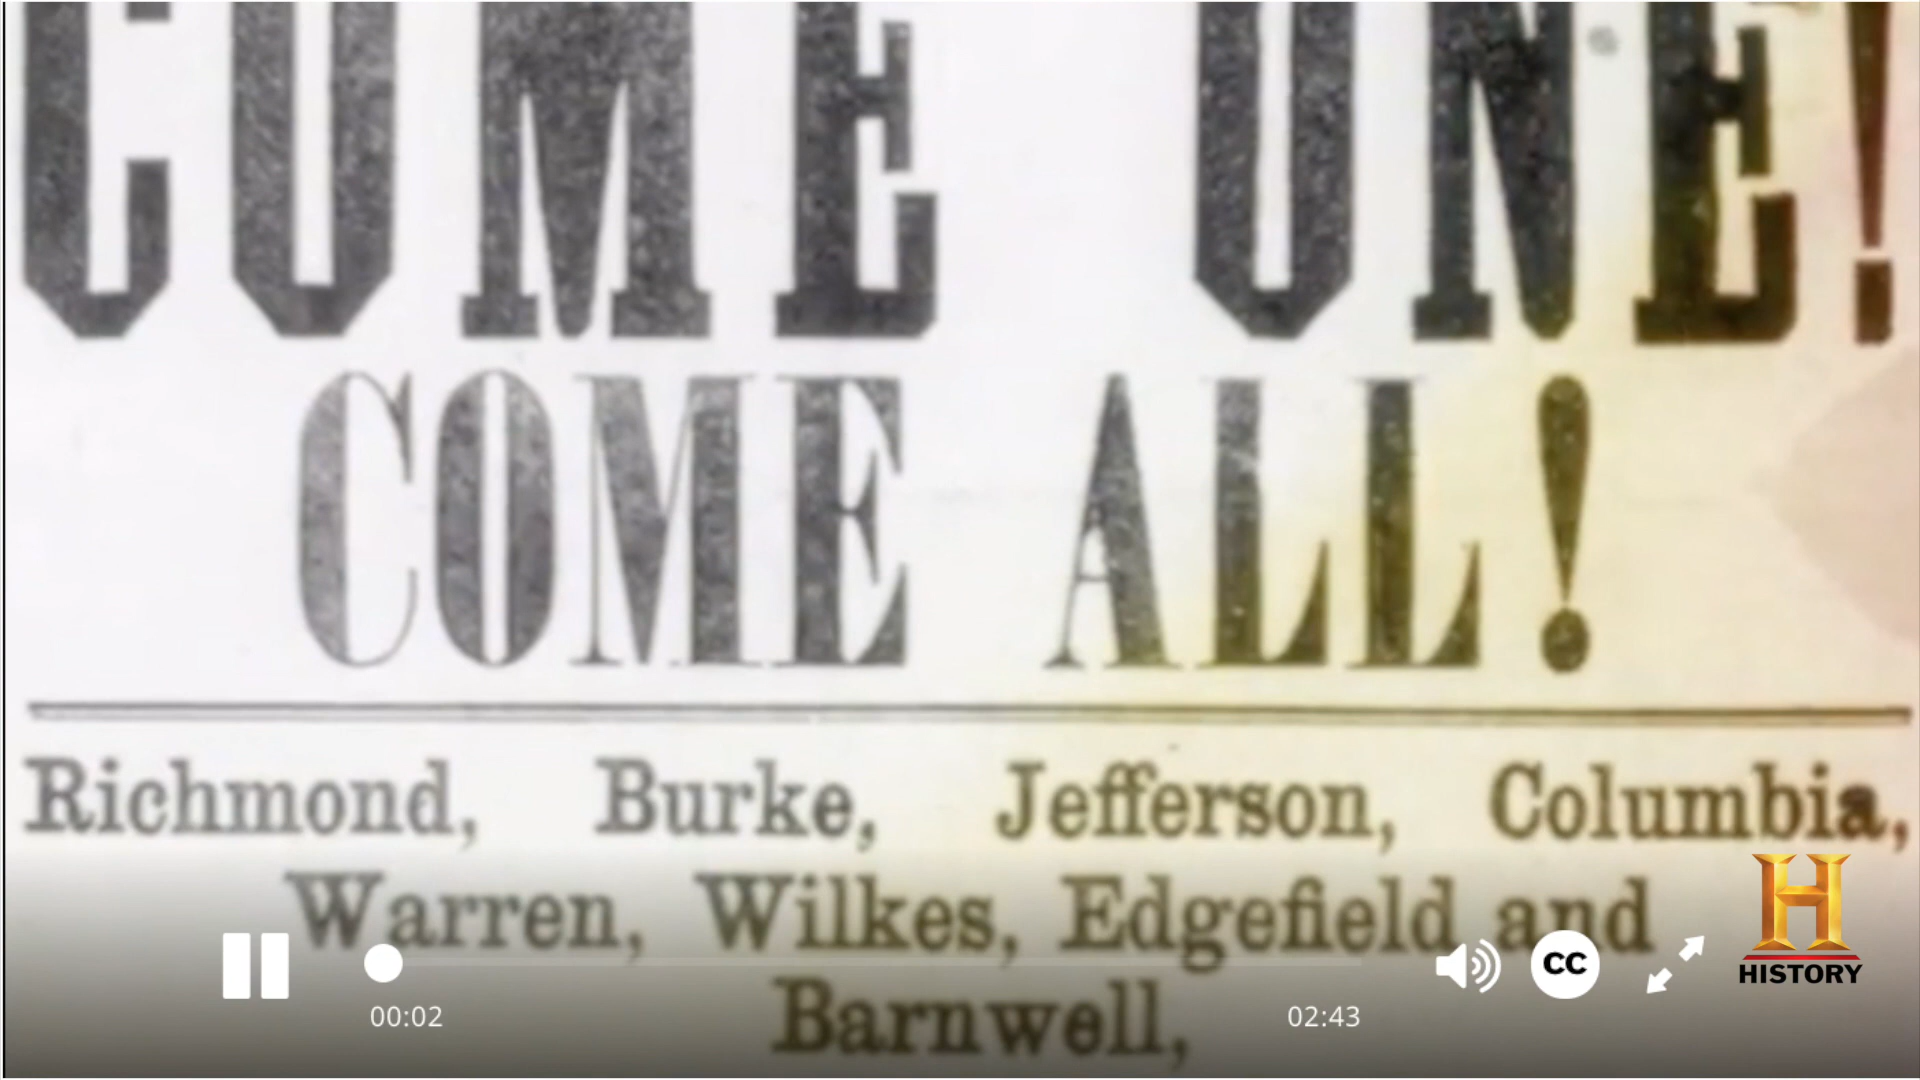 COME ONE!
COME ALL!
Richmond, Burke, Jefferson, Columbia,
Warren, Wilkes, Edgefield and
Barnwell,
00:02
02:43
CC
H
HISTORY